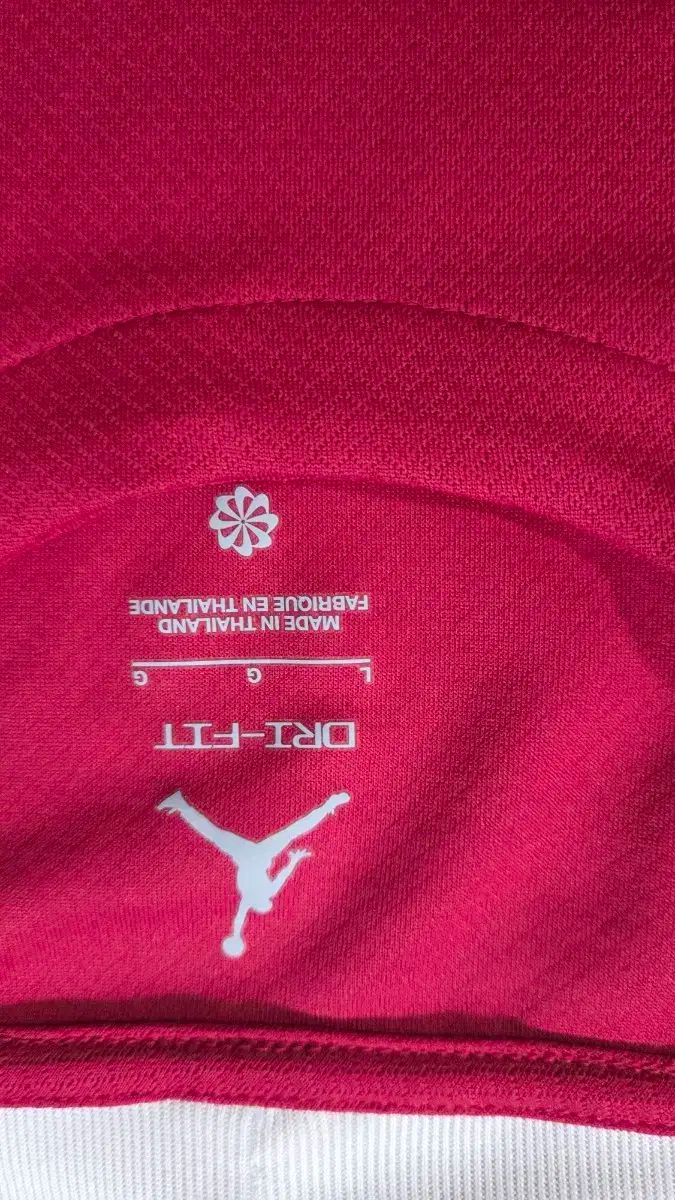 DRI-FIT
L G G
MADE IN THAILAND
FABRIQUE EN THAILANDE